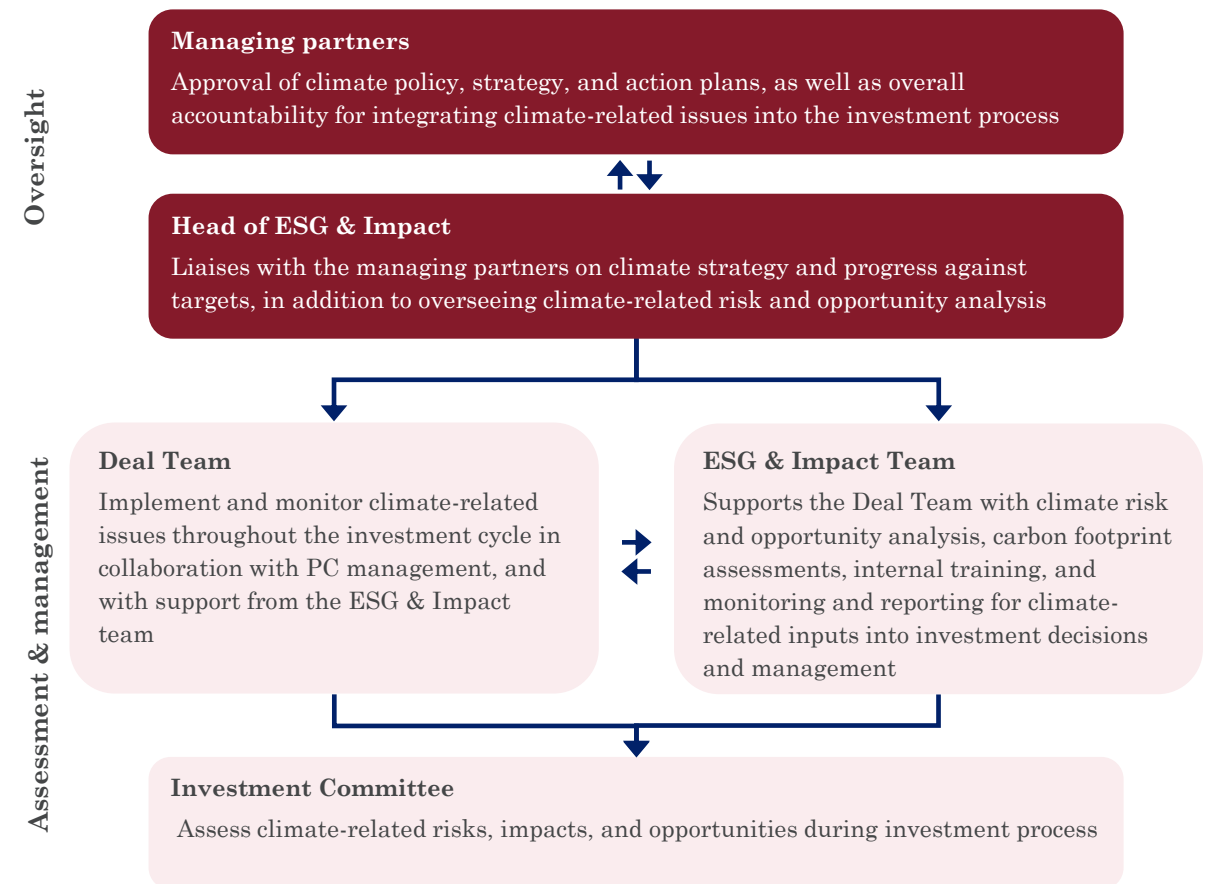 Oversight
Managing partners
Approval of climate policy, strategy, and action plans, as well as overall
accountability for integrating climate-related issues into the investment process
Head of ESG & Impact
Liaises with the managing partners on climate strategy and progress against
targets, in addition to overseeing climate-related risk and opportunity analysis
Assessment & management
Deal Team
Implement and monitor climate-related
issues throughout the investment cycle in
collaboration with PC management, and
with support from the ESG & Impact
team
ESG & Impact Team
Supports the Deal Team with climate risk
and opportunity analysis, carbon footprint
assessments, internal training, and
monitoring and reporting for climate-
related inputs into investment decisions
and management
Investment Committee
Assess climate-related risks, impacts, and opportunities during investment process